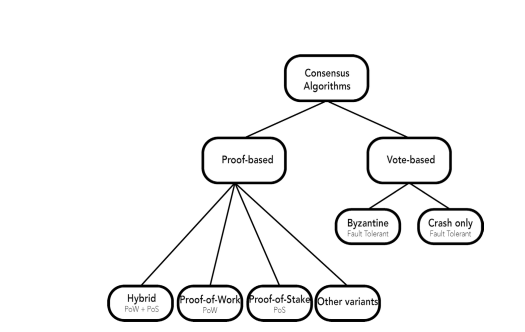 Consensus
Algorithms
Proof-based
Vote-based
Byzantine
Fault Tolerant
Crash only
Fault Tolerant
Hybrid
PoW + PoS
Proof-of-Work
PoW
Proof-of-Stake
PoS
Other variants